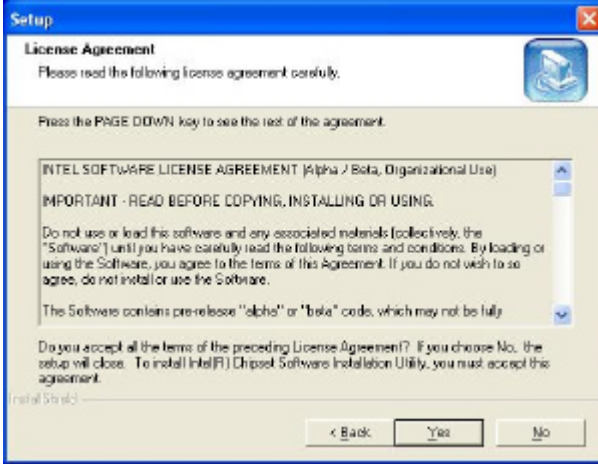 Setup
License Agreement
Please read the following license agreement carefully.
Press the PAGE DOWN key to see the rest of the agreement.
INTEL SOFTWARE LICENSE AGREEMENT (Alpha / Beta, Organizational Use)
IMPORTANT - READ BEFORE COPYING, INSTALLING OR USING.
Do not use or load this software and any associated materials (collectively, the
"Software") until you have carefully read the following terms and conditions. By loading or
using the Software, you agree to the terms of this Agreement. If you do not wish to so
agree, do not install or use the Software.
The Software contains pre-release "alpha" or "beta" code, which may not be fully
Do you accept all the terms of the preceding License Agreement? If you choose No, the
setup will close. To install Intel(R) Chipset Software Installation Utility, you must accept this
agreement.
InstallShield
< Back Yes No